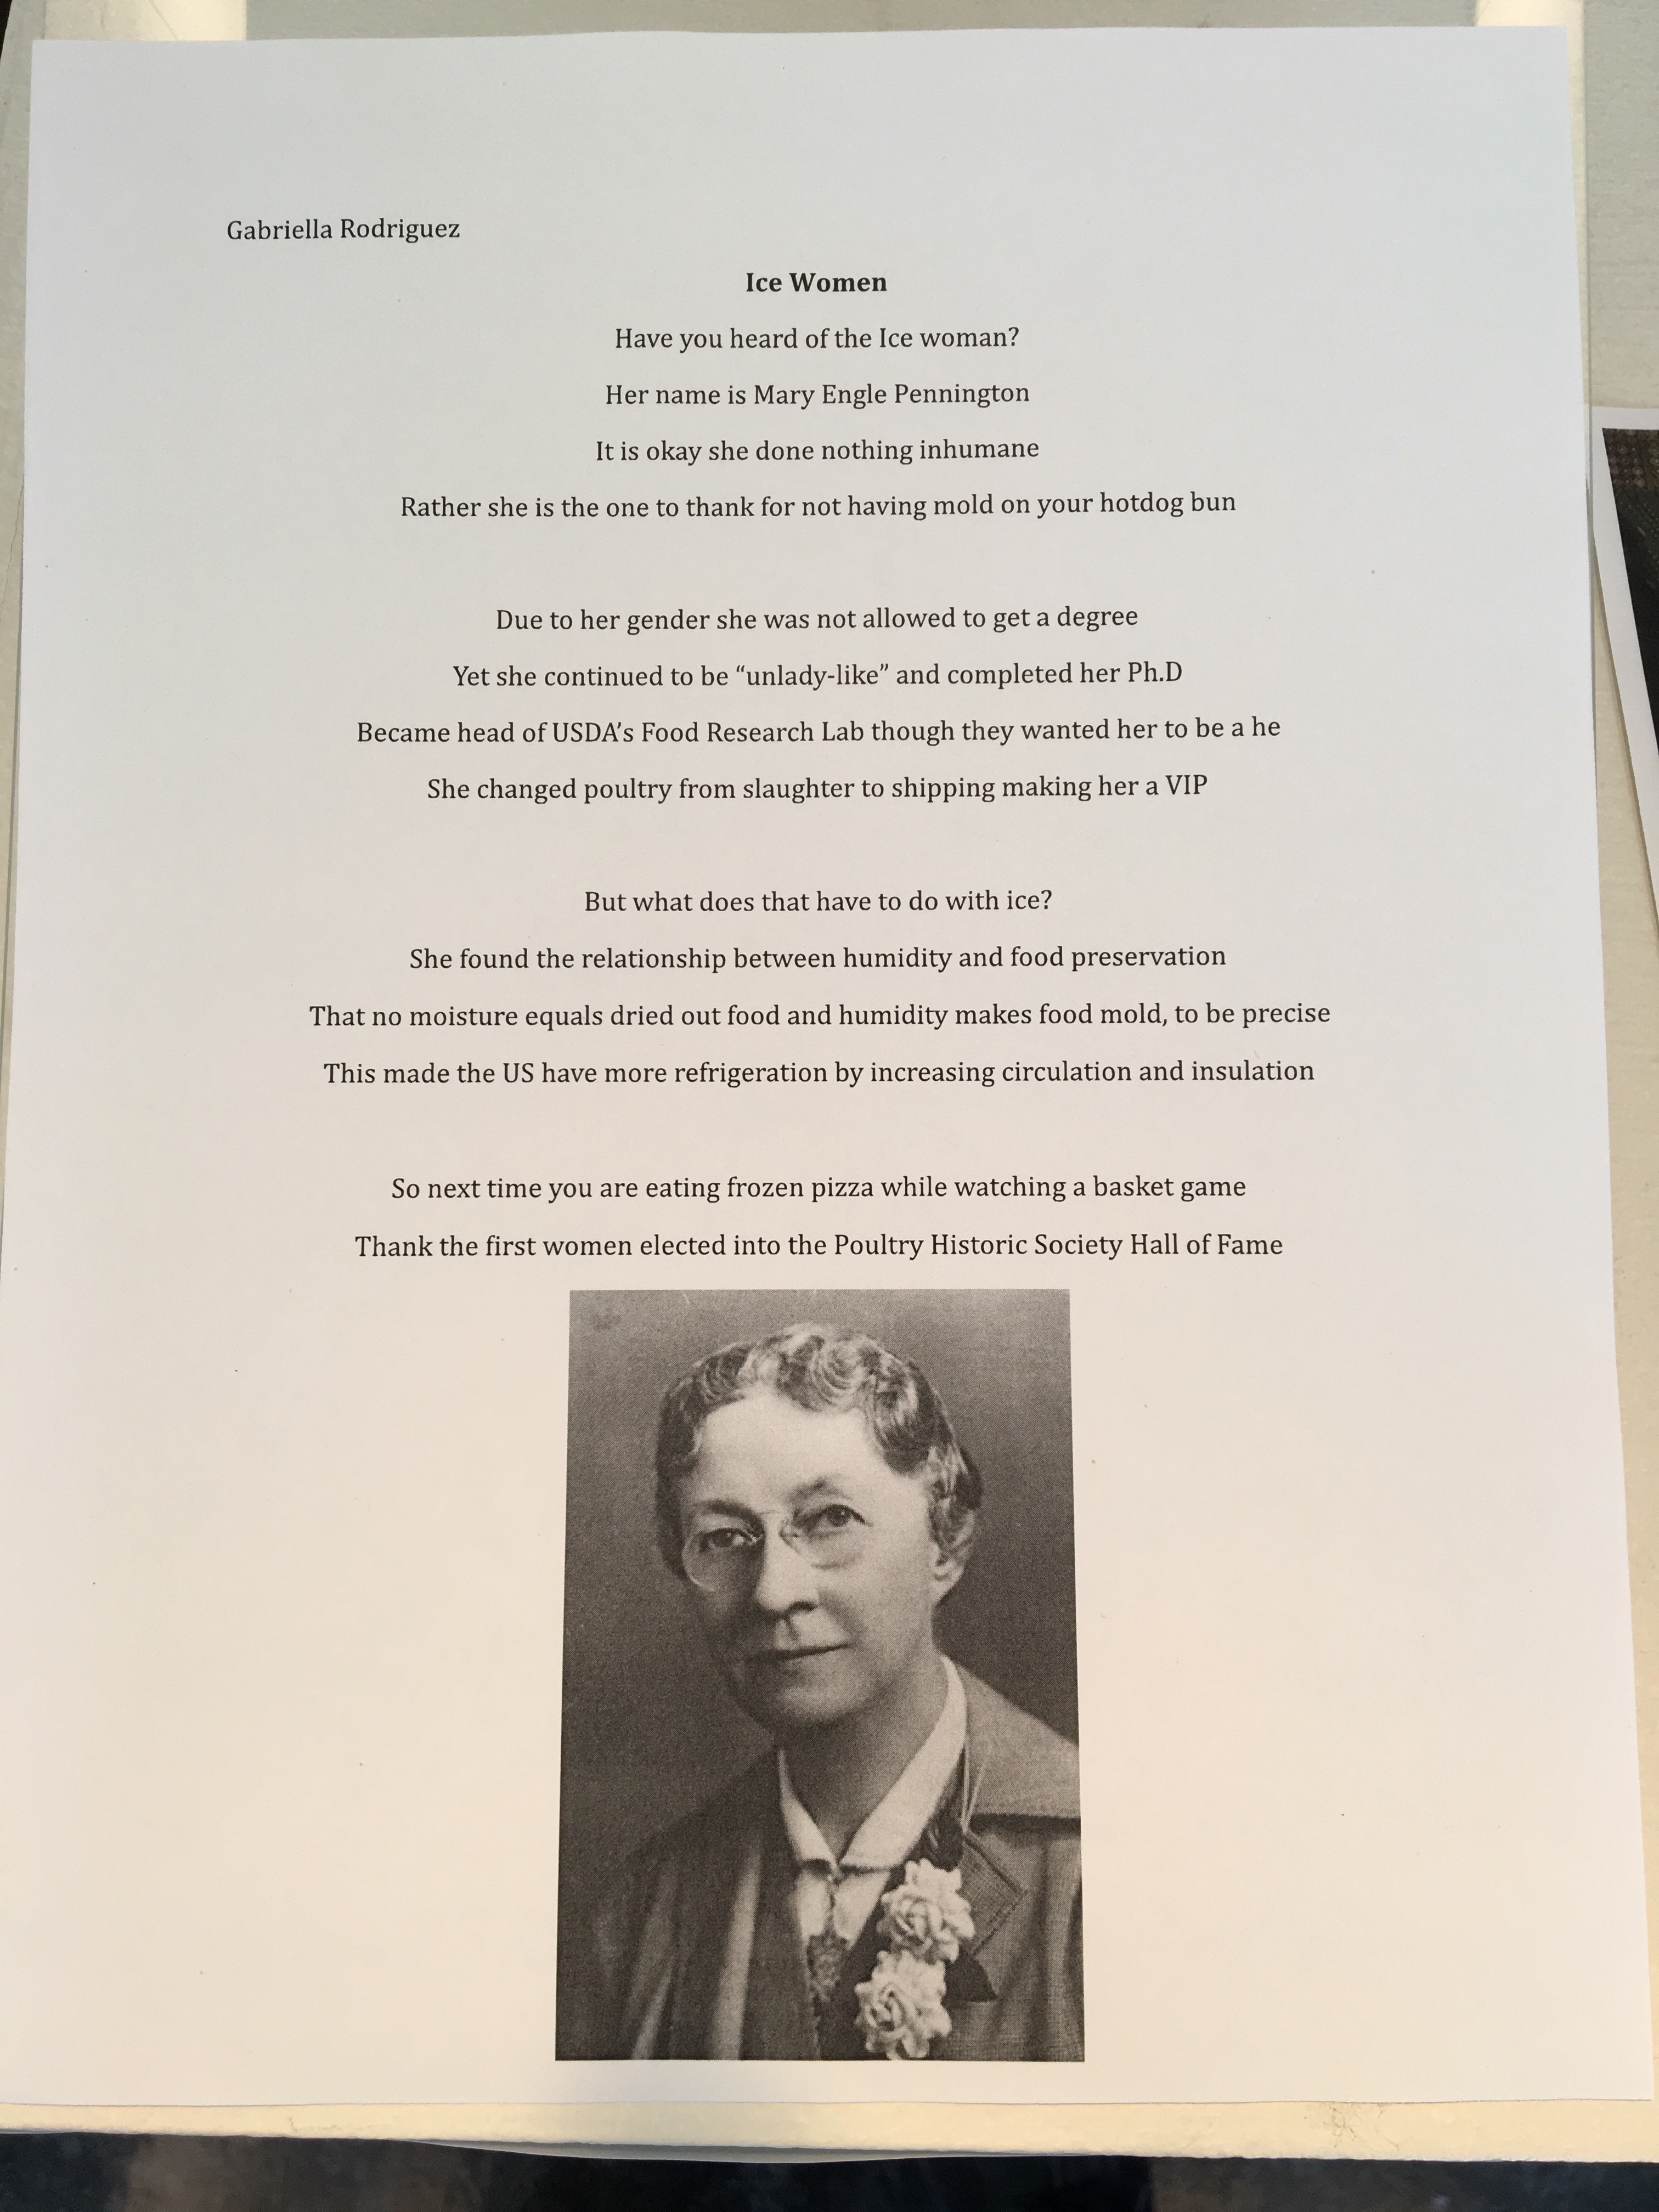 Gabriella Rodriguez
Ice Women
Have you heard of the Ice woman?
Her name is Mary Engle Pennington
It is okay she done nothing inhumane
Rather she is the one to thank for not having mold on your hotdog bun
Due to her gender she was not allowed to get a degree
Yet she continued to be “unlady-like” and completed her Ph.D
Became head of USDA’s Food Research Lab though they wanted her to be a he
She changed poultry from slaughter to shipping making her a VIP
But what does that have to do with ice?
She found the relationship between humidity and food preservation
That no moisture equals dried out food and humidity makes food mold, to be precise
This made the US have more refrigeration by increasing circulation and insulation
So next time you are eating frozen pizza while watching a basket game
Thank the first women elected into the Poultry Historic Society Hall of Fame